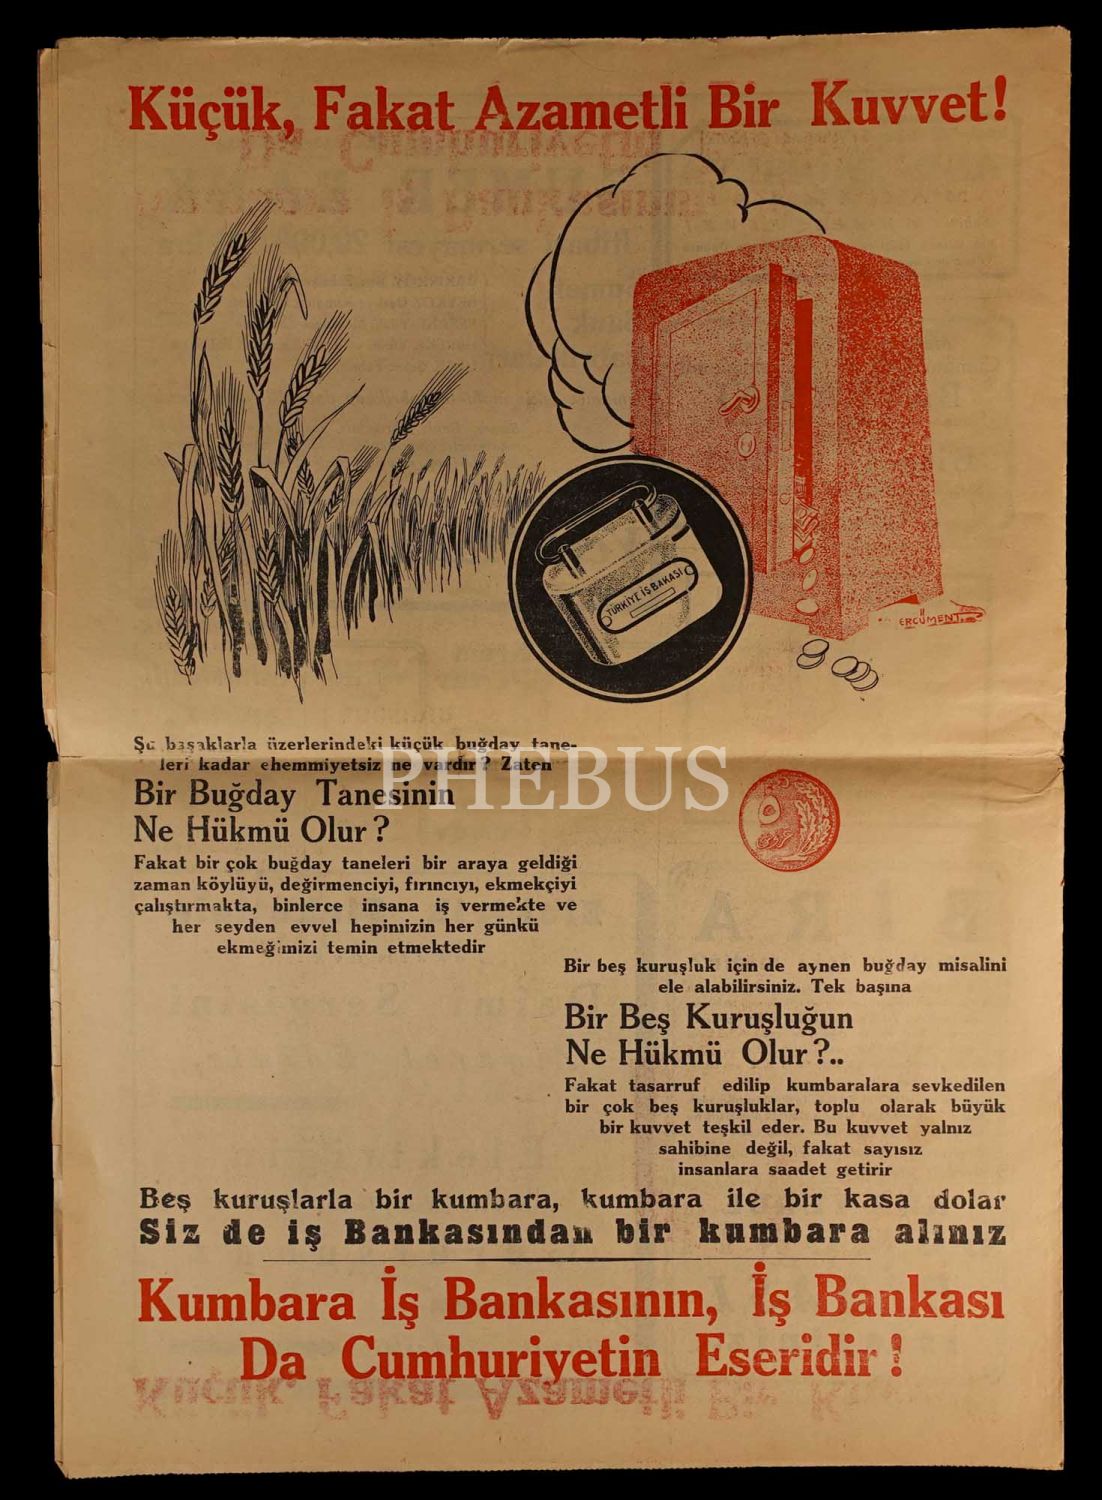 Küçük, Fakat Azametli Bir Kuvvet!
TÜRKİYE İŞ BAKASI
ERCÜMENT.
Şu başaklarla üzerlerindeki küçük buğday tane-
leri kadar ehemmiyetsiz ne vardır? Zaten
PHEBUS
Bir Buğday Tanesinin
Ne Hükmü Olur?
Fakat bir çok buğday taneleri bir araya geldiği
zaman köylüyü, değirmenciyi, fırıncıyı, ekmekçiyi
çalıştırmakta, binlerce insana iş vermekte ve
her seyden evvel hepimizin her günkü
ekmeğimizi temin etmektedir
Bir beş kuruşluk için de aynen buğday misalini
ele alabilirsiniz. Tek başına
Bir Beş Kuruşluğun
Ne Hükmü Olur?..
Fakat tasarruf edilip kumbaralara sevkedilen
bir çok beş kuruşluklar, toplu olarak büyük
bir kuvvet teşkil eder. Bu kuvvet yalnız
sahibine değil, fakat sayısız
insanlara saadet getirir
Beş kuruşlarla bir kumbara, kumbara ile bir kasa dolar
Siz de iş Bankasından bir kumbara alınız
Kumbara İş Bankasının, İş Bankası
Da Cumhuriyetin Eseridir!